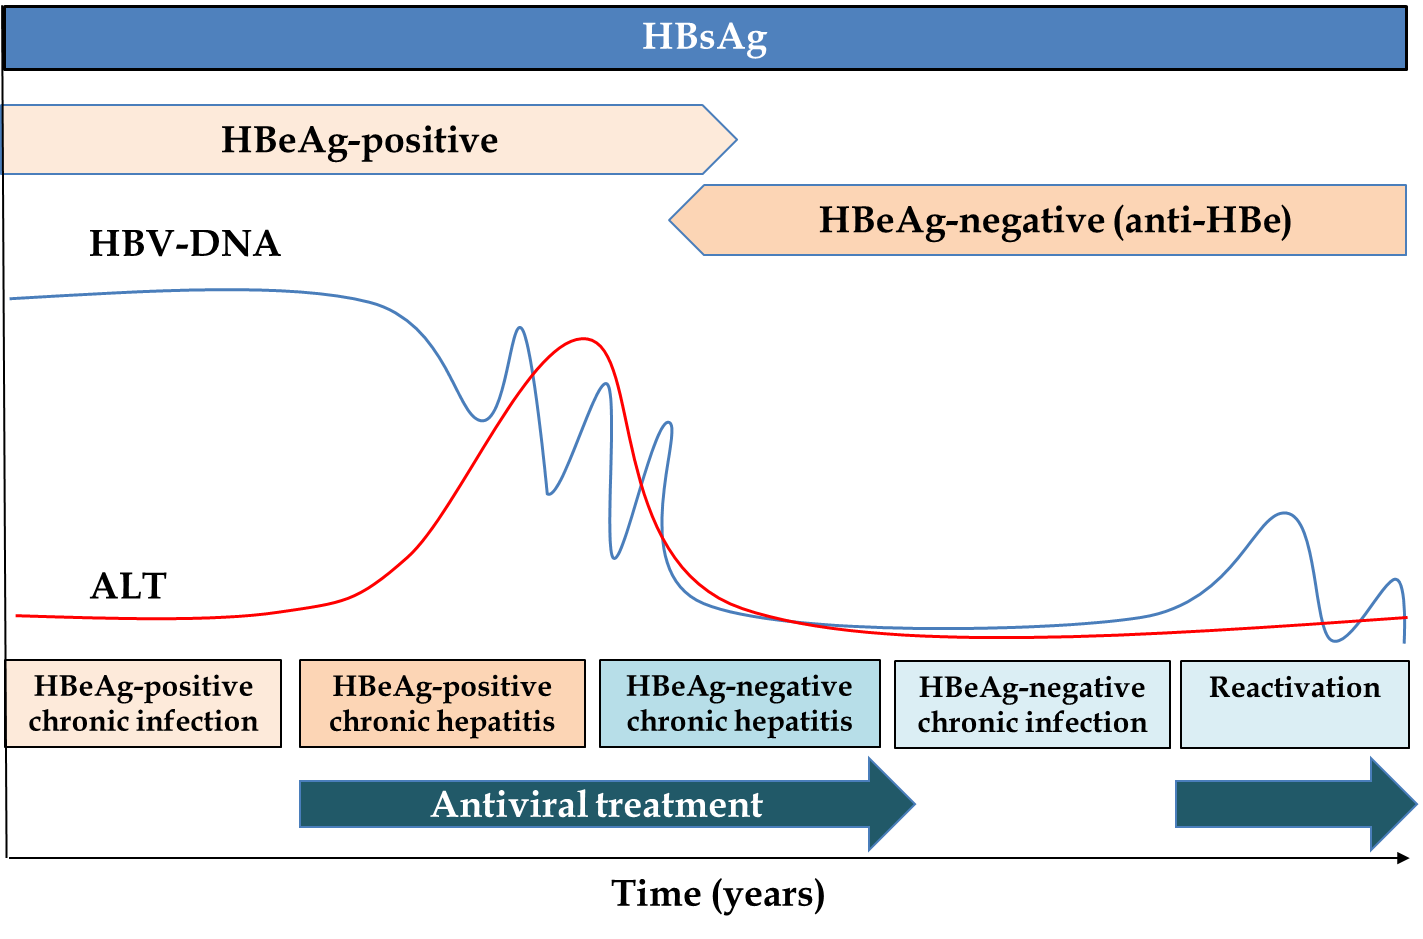 HBsAg
HBeAg-positive
HBeAg-negative (anti-HBe)
HBV-DNA
ALT
HBeAg-positive
chronic infection
HBeAg-positive
chronic hepatitis
HBeAg-negative
chronic hepatitis
HBeAg-negative
chronic infection
Reactivation
Antiviral treatment
Time (years)